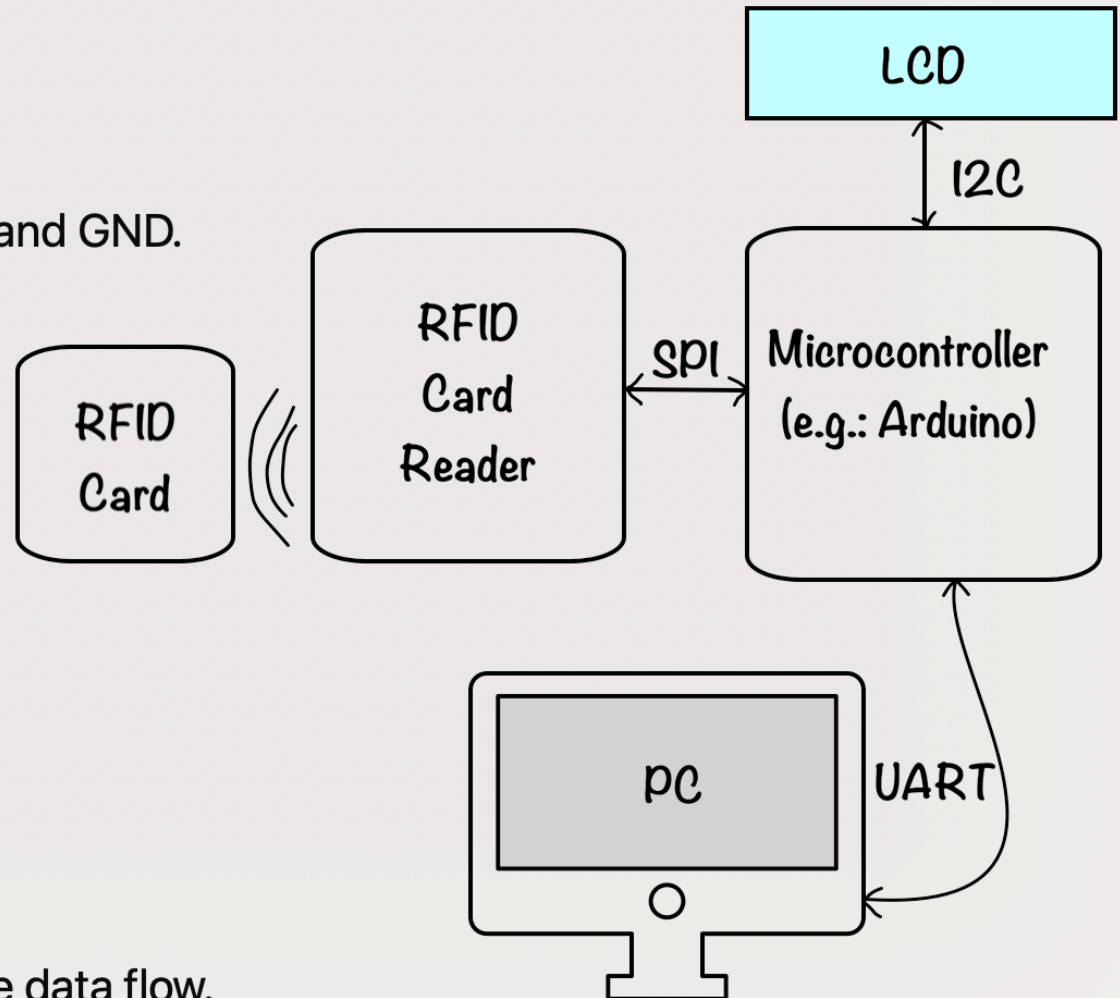 LCD
I2C
and GND.
RFID
Card
Reader
SPI
Microcontroller
(e.g.: Arduino)
RFID
Card
PC
UART
e data flow.